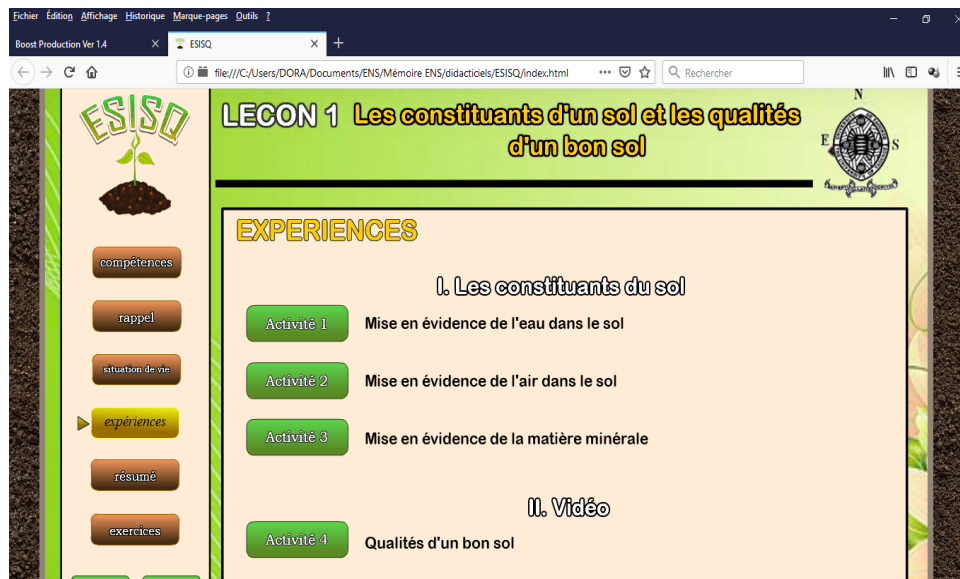 Fichier Édition Affichage Historique Marque-pages Outils ?
Boost Production Ver 1.4 ESISQ
file:///C:/Users/DORA/Documents/ENS/Mémoire ENS/didacticiels/ESISQ/index.html Rechercher
ESISQ
LECON 1 Les constituants d'un sol et les qualités
d'un bon sol
N
E S
EXPERIENCES
compétences
rappel
situation de vie
expériences
résumé
exercices
I. Les constituants du sol
Activité 1 Mise en évidence de l'eau dans le sol
Activité 2 Mise en évidence de l'air dans le sol
Activité 3 Mise en évidence de la matière minérale
II. Vidéo
Activité 4 Qualités d'un bon sol